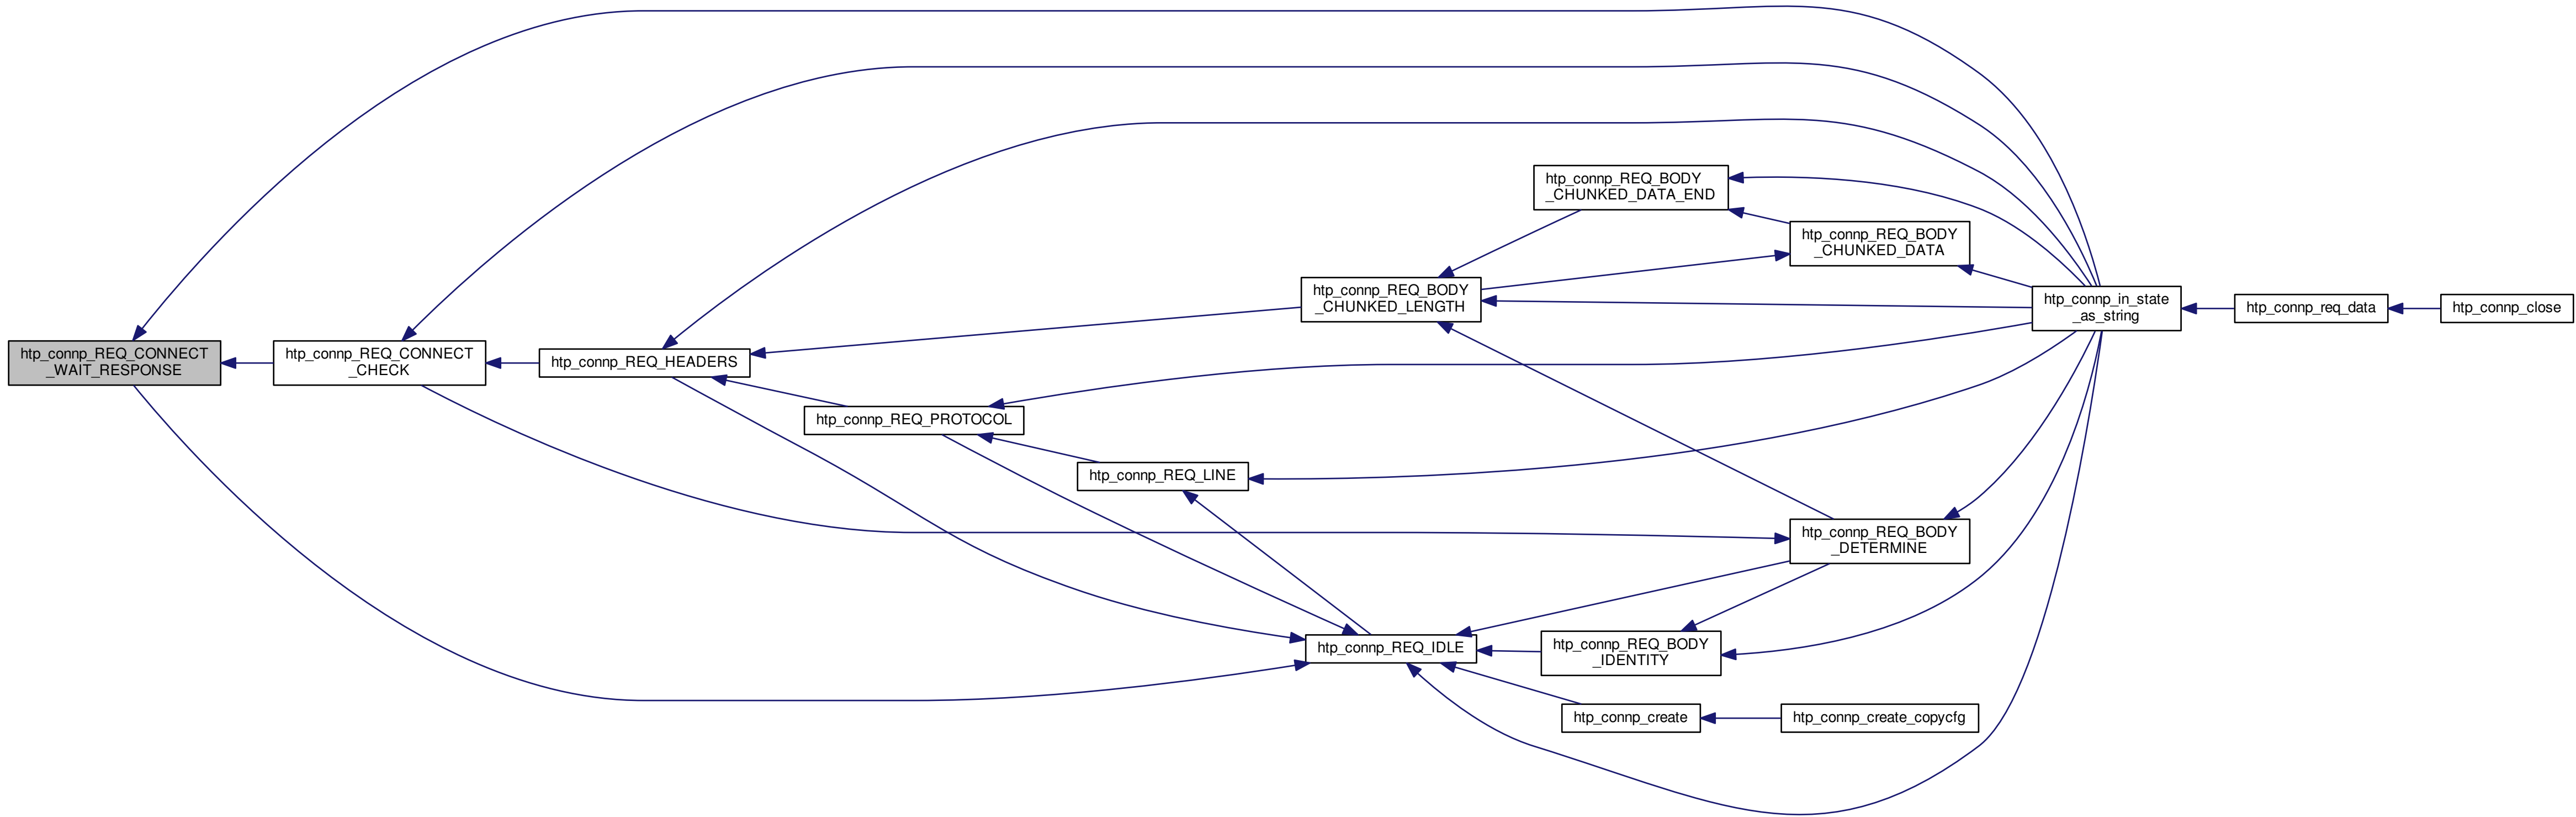 htp_connp_REQ_CONNECT
_WAIT_RESPONSE
htp_connp_REQ_CONNECT
_CHECK
htp_connp_REQ_HEADERS
htp_connp_REQ_PROTOCOL
htp_connp_REQ_LINE
htp_connp_REQ_BODY
_CHUNKED_LENGTH
htp_connp_REQ_IDLE
htp_connp_REQ_BODY
_CHUNKED_DATA_END
htp_connp_REQ_BODY
_CHUNKED_DATA
htp_connp_REQ_BODY
_DETERMINE
htp_connp_REQ_BODY
_IDENTITY
htp_connp_create
htp_connp_create_copycfg
htp_connp_in_state
_as_string
htp_connp_req_data
htp_connp_close